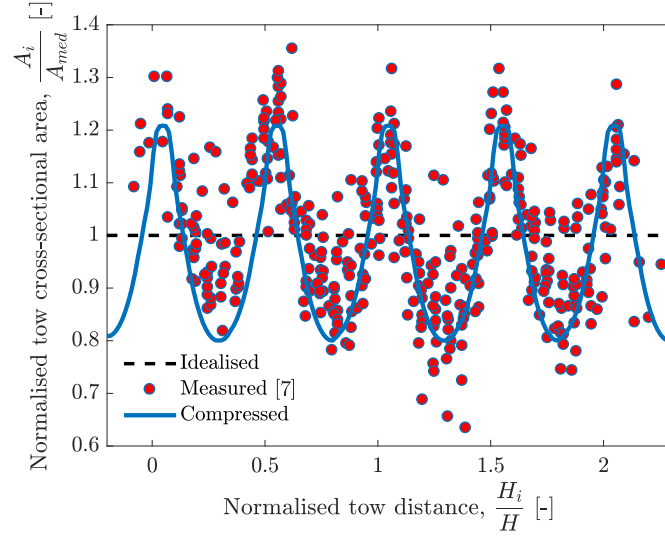 Normalised tow cross-sectional area, A_i/A_med [-]
1.4
1.3
1.2
1.1
1
0.9
0.8
0.7
0.6
Idealised
Measured [7]
Compressed
0
0.5
1
1.5
2
Normalised tow distance, H_i/H [-]